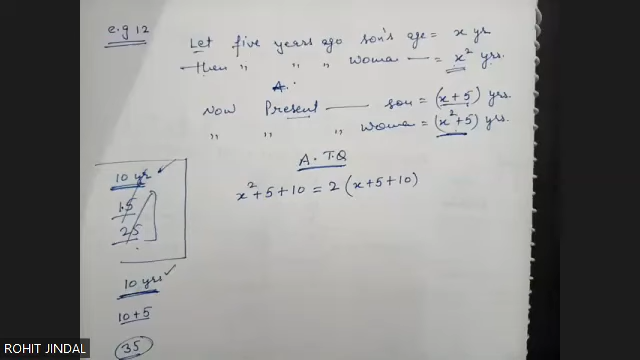 e.g 12
Let five years ago son's age = x yr
Then " " " woman — = x² yrs.
A.
Now Present — son = (x+5) yrs.
" " " woman = (x²+5) yrs.
A.T.Q
x²+5+10 = 2(x+5+10)
10 yr
15
25
10 yrs
10+5
35
ROHIT JINDAL